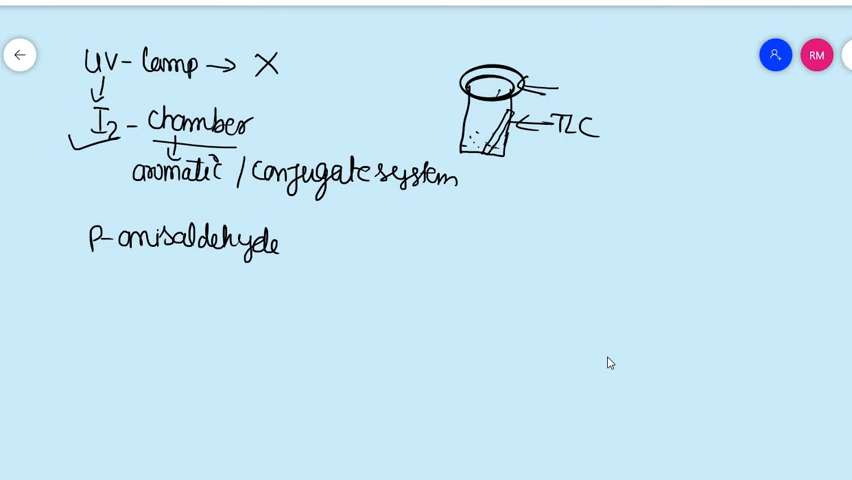 UV-lamp → X
I2 - chamber
aromatic / conjugate system
P-anisaldehyde
TLC
RM